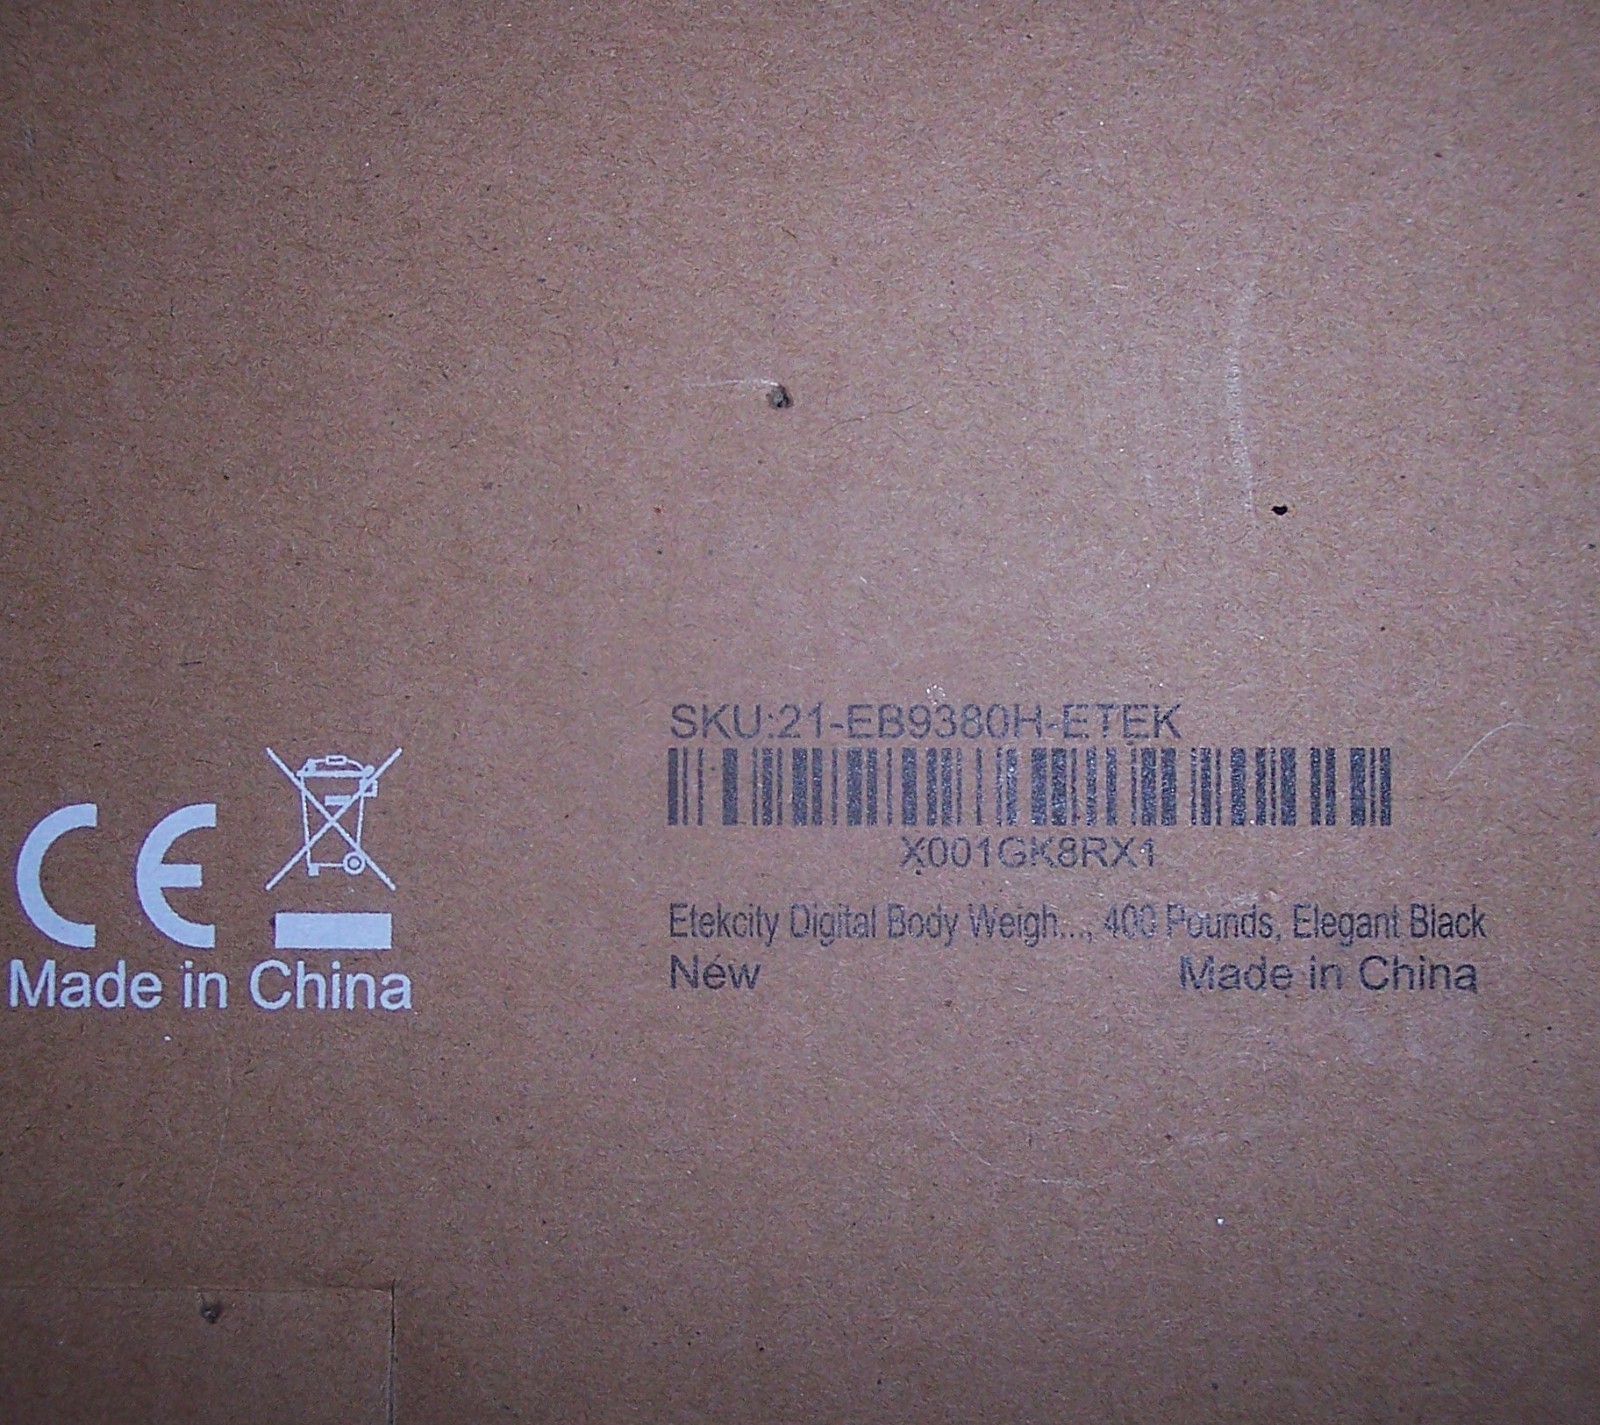 SKU:21-EB9380H-ETEK
X001GK8RX1
Etekcity Digital Body Weigh..., 400 Pounds, Elegant Black
New
Made in China
CE
Made in China